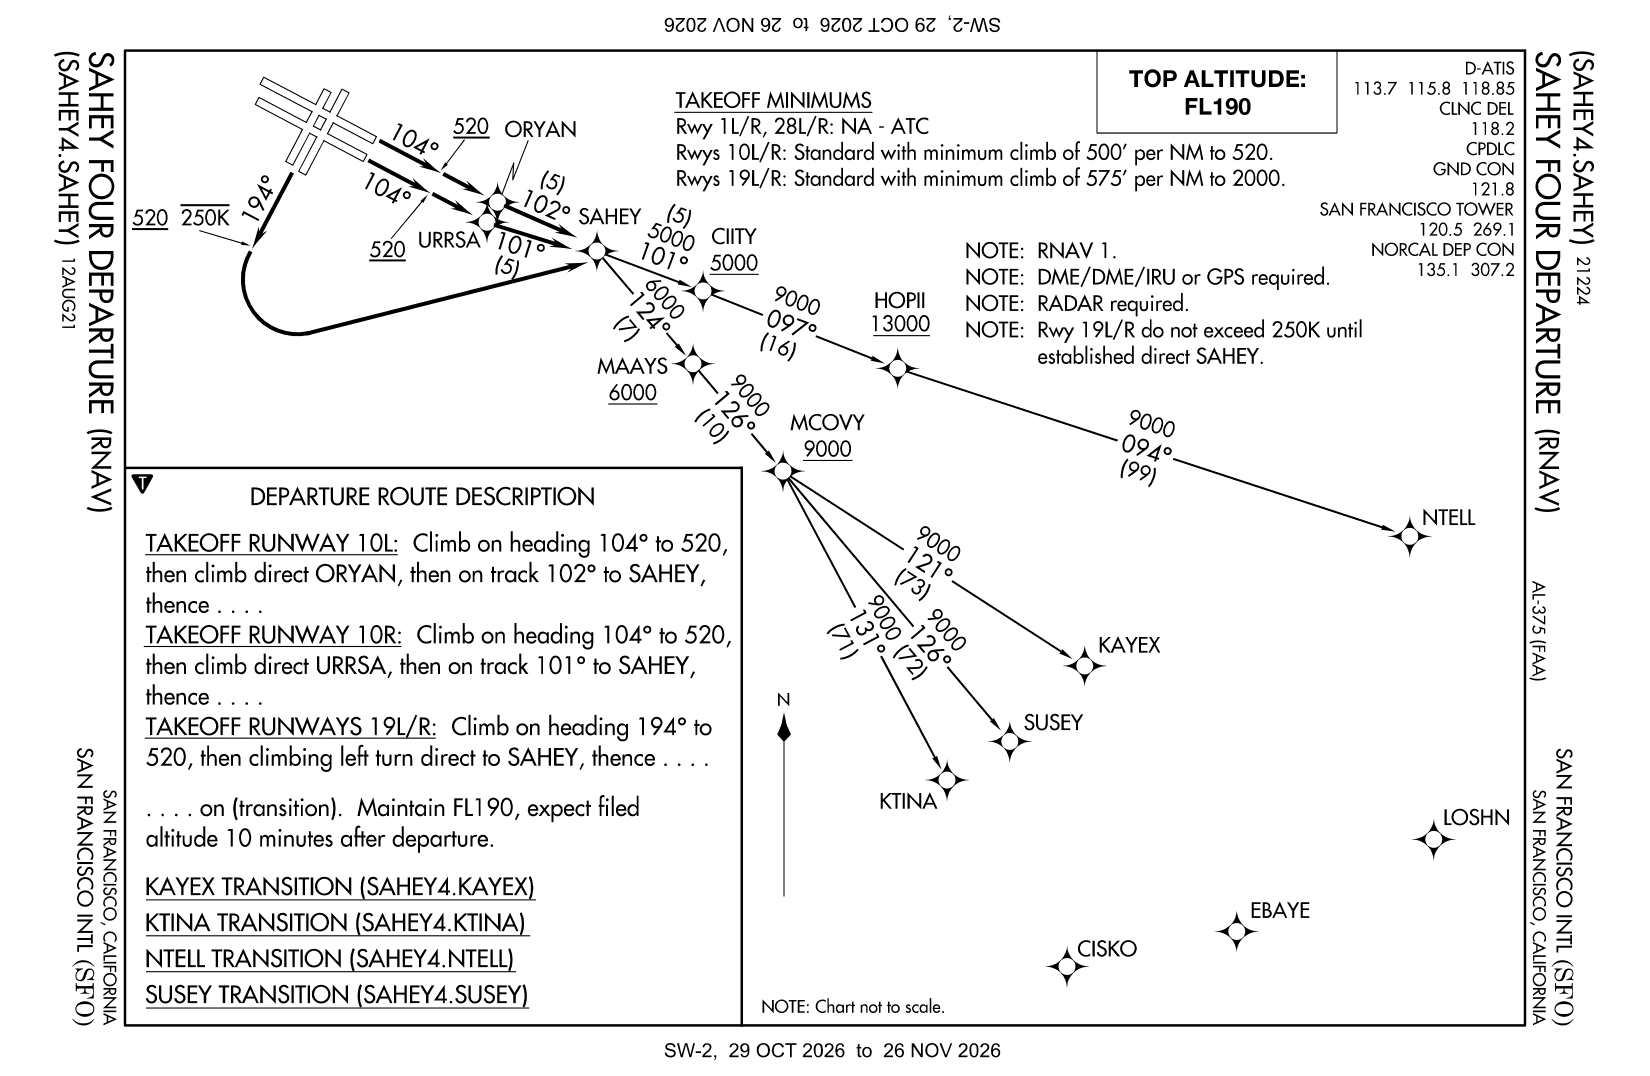 SW-2, 29 OCT 2026 to 26 NOV 2026
(SAHEY4.SAHEY) 12AUG21
SAHEY FOUR DEPARTURE (RNAV)
SAN FRANCISCO INTL (SFO)
SAN FRANCISCO, CALIFORNIA
TOP ALTITUDE:
FL190
D-ATIS
113.7 115.8 118.85
CLNC DEL
118.2
CPDLC
GND CON
121.8
SAN FRANCISCO TOWER
120.5 269.1
NORCAL DEP CON
135.1 307.2
TAKEOFF MINIMUMS
Rwy 1L/R, 28L/R: NA - ATC
Rwys 10L/R: Standard with minimum climb of 500' per NM to 520.
Rwys 19L/R: Standard with minimum climb of 575' per NM to 2000.
NOTE: RNAV 1.
NOTE: DME/DME/IRU or GPS required.
NOTE: RADAR required.
NOTE: Rwy 19L/R do not exceed 250K until
established direct SAHEY.
104°
520
ORYAN
104°
520
URRSA
194°
520 250K
(5)
102°
101°
(5)
SAHEY
(5)
5000
101°
CIITY
5000
9000
097°
(16)
HOPII
13000
9000
094°
(99)
NTELL
6000
124°
(7)
MAAYS
6000
9000
126°
(10)
MCOVY
9000
9000
121°
(73)
KAYEX
9000
126°
(72)
SUSEY
9000
131°
(71)
KTINA
LOSHN
EBAYE
CISKO
N
NOTE: Chart not to scale.
T
DEPARTURE ROUTE DESCRIPTION
TAKEOFF RUNWAY 10L: Climb on heading 104° to 520,
then climb direct ORYAN, then on track 102° to SAHEY,
thence . . . .
TAKEOFF RUNWAY 10R: Climb on heading 104° to 520,
then climb direct URRSA, then on track 101° to SAHEY,
thence . . . .
TAKEOFF RUNWAYS 19L/R: Climb on heading 194° to
520, then climbing left turn direct to SAHEY, thence . . . .
. . . . on (transition). Maintain FL190, expect filed
altitude 10 minutes after departure.
KAYEX TRANSITION (SAHEY4.KAYEX)
KTINA TRANSITION (SAHEY4.KTINA)
NTELL TRANSITION (SAHEY4.NTELL)
SUSEY TRANSITION (SAHEY4.SUSEY)
(SAHEY4.SAHEY) 21224
SAHEY FOUR DEPARTURE (RNAV)
AL-375 (FAA)
SAN FRANCISCO INTL (SFO)
SAN FRANCISCO, CALIFORNIA
SW-2, 29 OCT 2026 to 26 NOV 2026